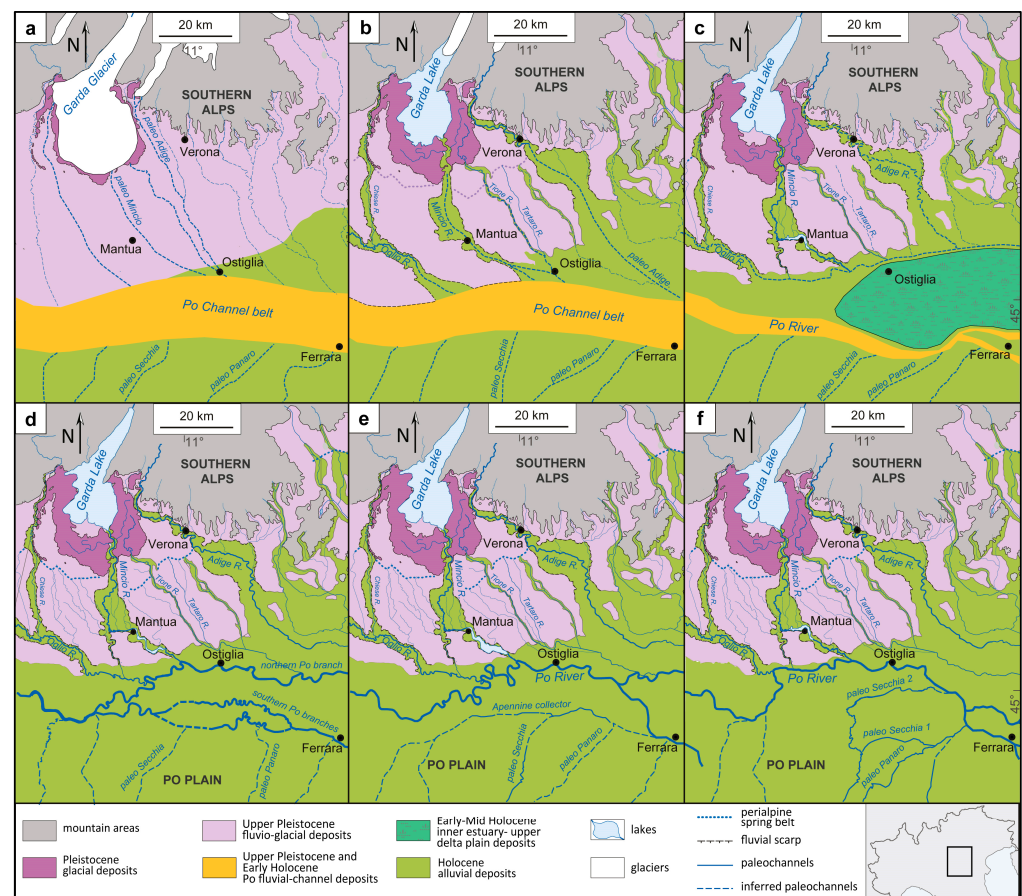 a
N
20 km
11°
Garda Glacier
SOUTHERN
ALPS
paleo Adige
Verona
paleo Mincio
Mantua
Ostiglia
Po Channel belt
Ferrara
paleo Secchia
paleo Panaro
b
N
20 km
11°
Garda Lake
SOUTHERN
ALPS
Verona
Chiese R.
Mincio R.
Tione R.
Tartaro R.
Mantua
Oglio R.
Ostiglia
paleo Adige
Po Channel belt
Ferrara
paleo Secchia
paleo Panaro
c
N
20 km
11°
Garda Lake
SOUTHERN
ALPS
Verona
Adige R.
Chiese R.
Mincio R.
Tione R.
Tartaro R.
Mantua
Oglio R.
Ostiglia
45°
Po River
Ferrara
paleo Secchia
paleo Panaro
d
N
20 km
11°
Garda Lake
SOUTHERN
ALPS
Verona
Adige R.
Chiese R.
Mincio R.
Tione R.
Tartaro R.
Mantua
Oglio R.
Ostiglia
northern Po branch
southern Po branches
Ferrara
paleo Secchia
paleo Panaro
PO PLAIN
e
N
20 km
11°
Garda Lake
SOUTHERN
ALPS
Verona
Adige R.
Chiese R.
Mincio R.
Tione R.
Tartaro R.
Mantua
Oglio R.
Ostiglia
Po River
Apennine collector
Ferrara
paleo Secchia
paleo Panaro
PO PLAIN
f
N
20 km
11°
Garda Lake
SOUTHERN
ALPS
Verona
Adige R.
Chiese R.
Mincio R.
Tione R.
Tartaro R.
Mantua
Oglio R.
Ostiglia
Po River
paleo Secchia 2
45°
paleo Secchia 1
Ferrara
paleo Panaro
PO PLAIN
mountain areas
Pleistocene
glacial deposits
Upper Pleistocene
fluvio-glacial deposits
Upper Pleistocene and
Early Holocene
Po fluvial-channel deposits
Early-Mid Holocene
inner estuary- upper
delta plain deposits
Holocene
alluvial deposits
lakes
glaciers
perialpine
spring belt
fluvial scarp
paleochannels
inferred paleochannels